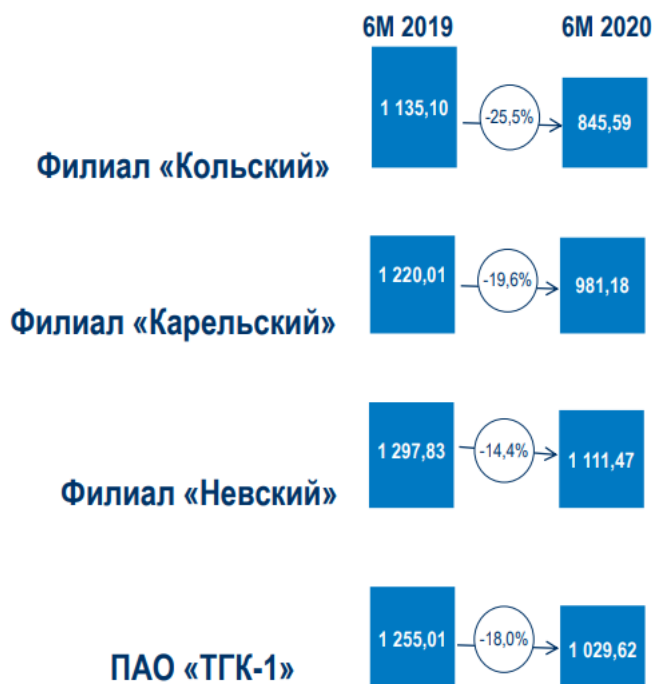 6M 2019 6M 2020
1 135,10 -25,5% 845,59
Филиал «Кольский»
1 220,01 -19,6% 981,18
Филиал «Карельский»
1 297,83 -14,4% 1 111,47
Филиал «Невский»
1 255,01 -18,0% 1 029,62
ПАО «ТГК-1»